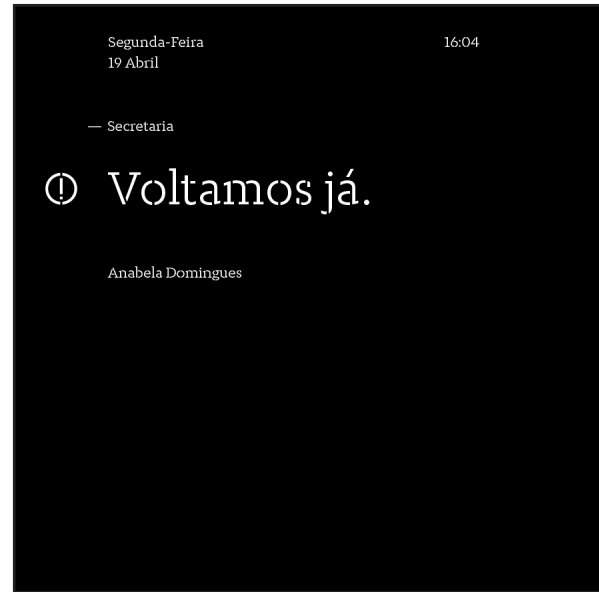 Segunda-Feira 16:04
19 Abril
— Secretaria
Voltamos já.
Anabela Domingues